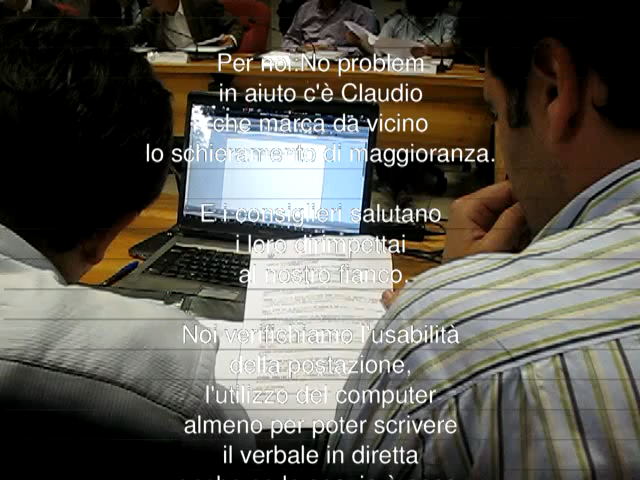 Per noi:No problem
in aiuto c'è Claudio
che marca da vicino
lo schieramento di maggioranza.
E i consiglieri salutano
i loro dirimpettai
al nostro fianco.
Noi verifichiamo l'usabilità
della postazione,
l'utilizzo del computer
almeno per poter scrivere
il verbale in diretta